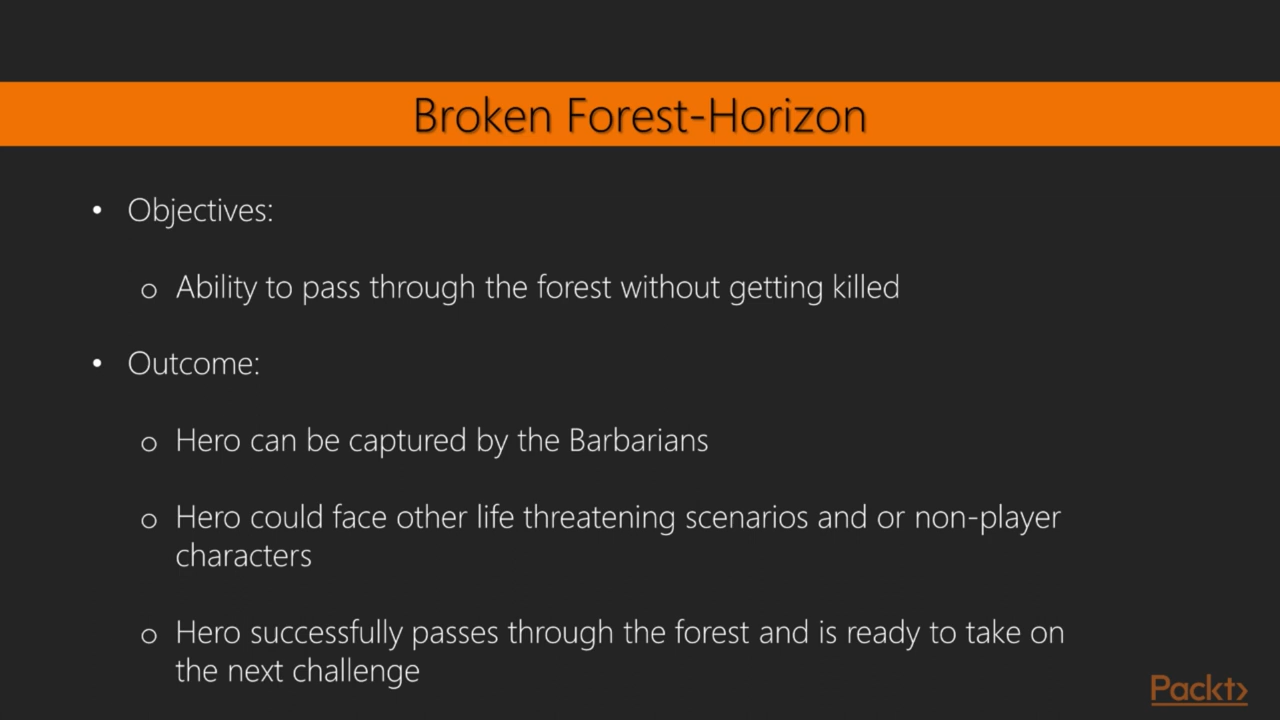 Broken Forest-Horizon
• Objectives:
o Ability to pass through the forest without getting killed
• Outcome:
o Hero can be captured by the Barbarians
o Hero could face other life threatening scenarios and or non-player
characters
o Hero successfully passes through the forest and is ready to take on
the next challenge
Packt>